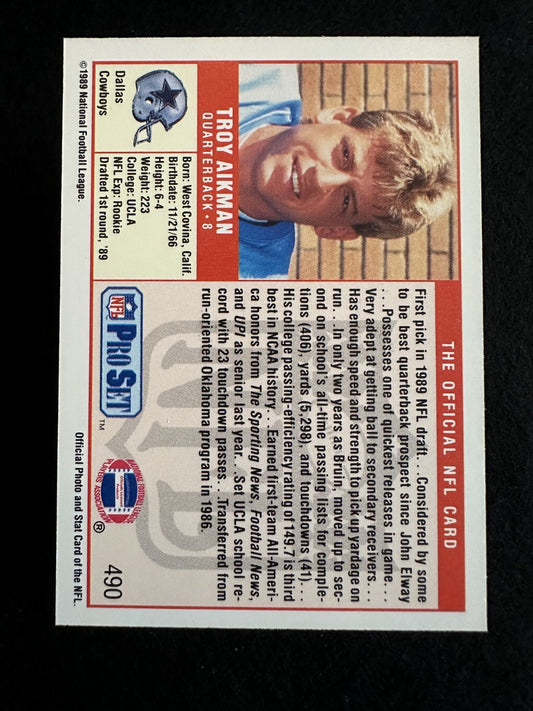 THE OFFICIAL NFL CARD
TROY AIKMAN
QUARTERBACK • 8
Dallas
Cowboys
Born: West Covina, Calif.
Birthdate: 11/21/66
Height: 6-4
Weight: 223
College: UCLA
NFL Exp: Rookie
Drafted 1st round, '89
©1989 National Football League.
First pick in 1989 NFL draft. . .Considered by some
to be best quarterback prospect since John Elway
. . .Possesses one of quickest releases in game. . .
Very adept at getting ball to secondary receivers. . .
Has enough speed and strength to pick up yardage on
run. . .In only two years as Bruin, moved up to sec-
ond on school's all-time passing lists for comple-
tions (406), yards (5,298), and touchdowns (41). . .
His college passing-efficiency rating of 149.7 is third
best in NCAA history. . .Earned first-team All-Ameri-
ca honors from The Sporting News, Football News,
and UPI as senior last year. . .Set UCLA school re-
cord with 23 touchdown passes. . .Transferred from
run-oriented Oklahoma program in 1986.
NFL
PRO SET
TM
NATIONAL FOOTBALL LEAGUE
PLAYERS ASSOCIATION
®
490
Official Photo and Stat Card of the NFL.